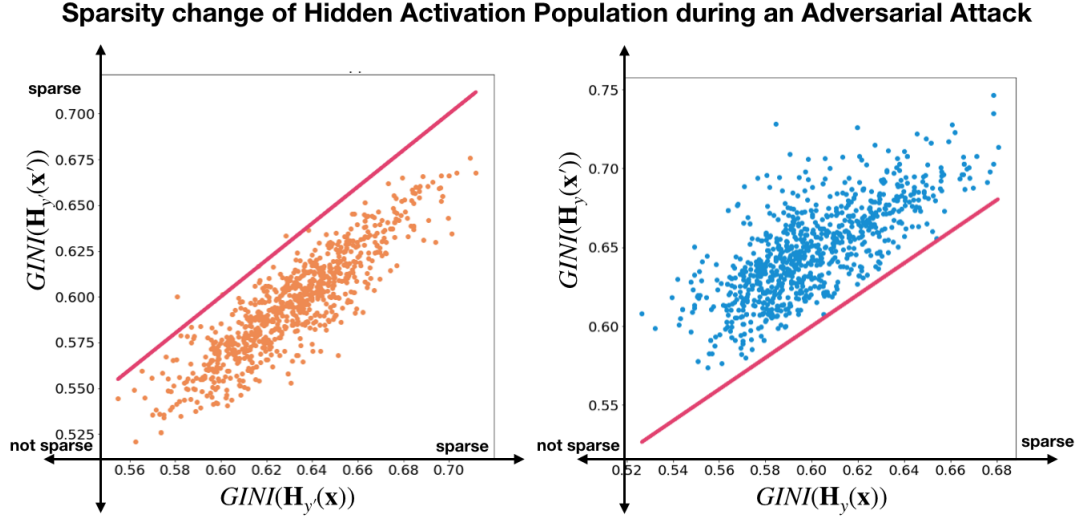 Sparsity change of Hidden Activation Population during an Adversarial Attack
sparse
0.700
0.675
0.650
0.625
0.600
0.575
0.550
0.525
GINI(H_y′(x′))
not sparse
sparse
0.56 0.58 0.60 0.62 0.64 0.66 0.68 0.70
GINI(H_y′(x))
0.75
0.70
0.65
0.60
0.55
GINI(H_y(x′))
not sparse
sparse
0.52 0.54 0.56 0.58 0.60 0.62 0.64 0.66 0.68
GINI(H_y(x))